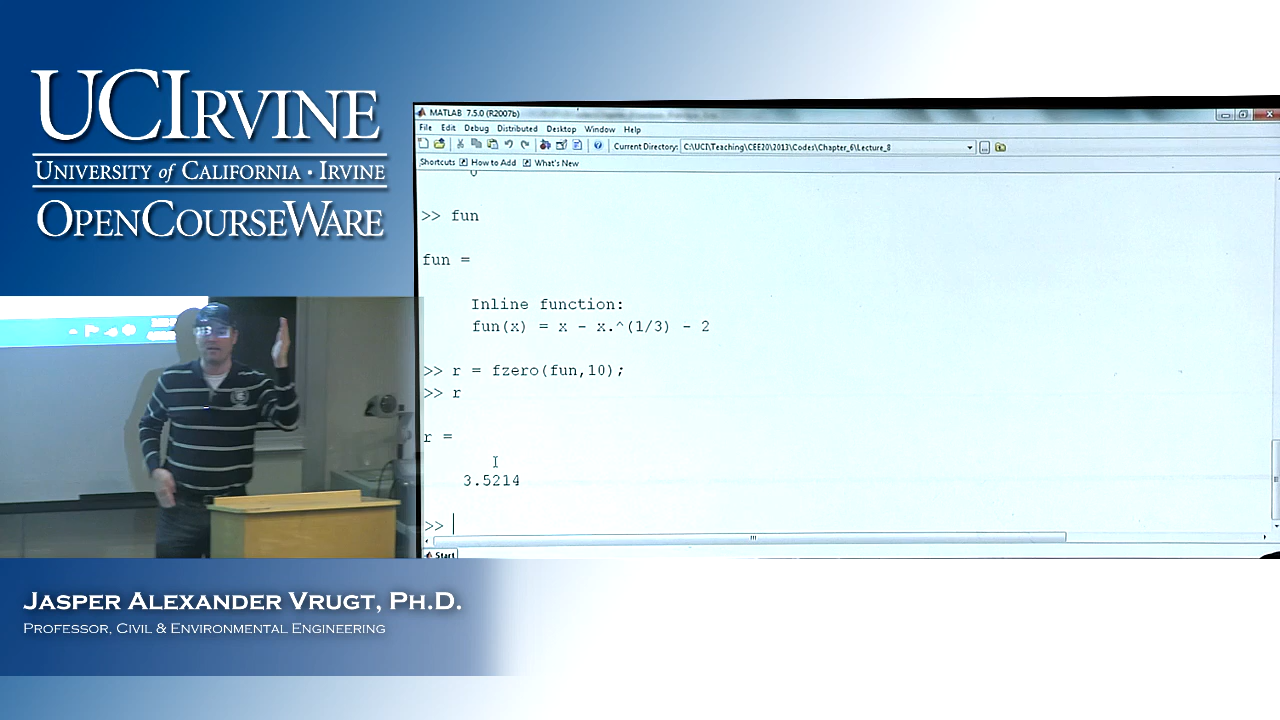 UCIRVINE
UNIVERSITY of CALIFORNIA · IRVINE
OPENCOURSEWARE
MATLAB 7.5.0 (R2007b)
File Edit Debug Distributed Desktop Window Help
Current Directory: C:\UCI\Teaching\CEE20\2013\Codes\Chapter_6\Lecture_8
Shortcuts How to Add What's New
0
>> fun
fun =
Inline function:
fun(x) = x - x.^(1/3) - 2
>> r = fzero(fun,10);
>> r
r =
3.5214
>>
Start
JASPER ALEXANDER VRUGT, PH.D.
PROFESSOR, CIVIL & ENVIRONMENTAL ENGINEERING